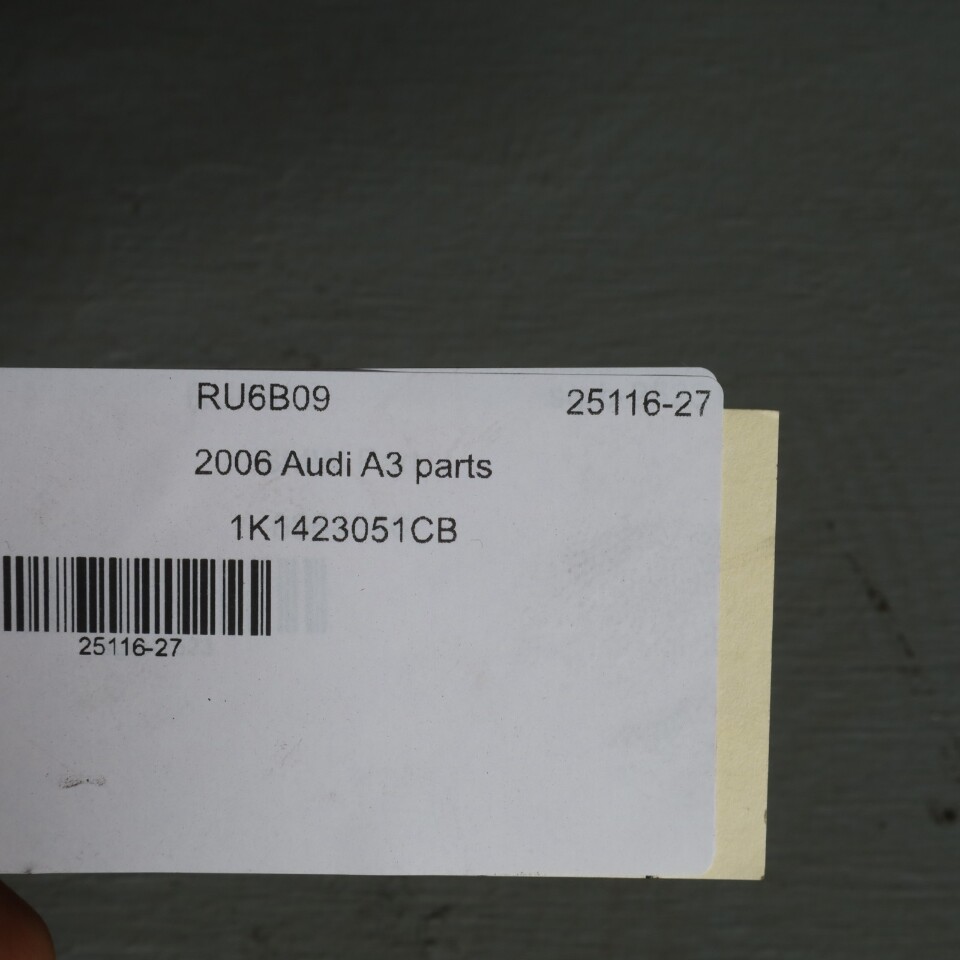 RU6B09 25116-27
2006 Audi A3 parts
1K1423051CB
25116-27